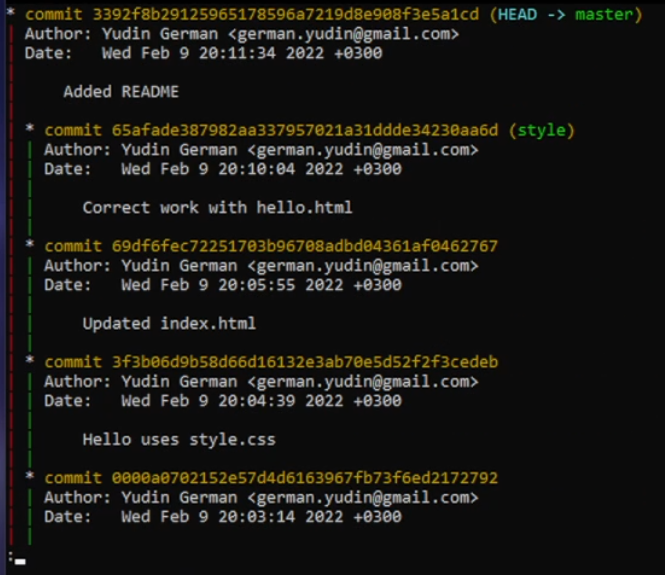 * commit 3392f8b29125965178596a7219d8e908f3e5a1cd (HEAD -> master)
| Author: Yudin German <german.yudin@gmail.com>
| Date:   Wed Feb 9 20:11:34 2022 +0300
|
|     Added README
|
| * commit 65afade387982aa337957021a31ddde34230aa6d (style)
| | Author: Yudin German <german.yudin@gmail.com>
| | Date:   Wed Feb 9 20:10:04 2022 +0300
| |
| |     Correct work with hello.html
| |
| * commit 69df6fec72251703b96708adbd04361af0462767
| | Author: Yudin German <german.yudin@gmail.com>
| | Date:   Wed Feb 9 20:05:55 2022 +0300
| |
| |     Updated index.html
| |
| * commit 3f3b06d9b58d66d16132e3ab70e5d52f2f3cedeb
| | Author: Yudin German <german.yudin@gmail.com>
| | Date:   Wed Feb 9 20:04:39 2022 +0300
| |
| |     Hello uses style.css
| |
| * commit 0000a0702152e57d4d6163967fb73f6ed2172792
| | Author: Yudin German <german.yudin@gmail.com>
| | Date:   Wed Feb 9 20:03:14 2022 +0300
| |
: